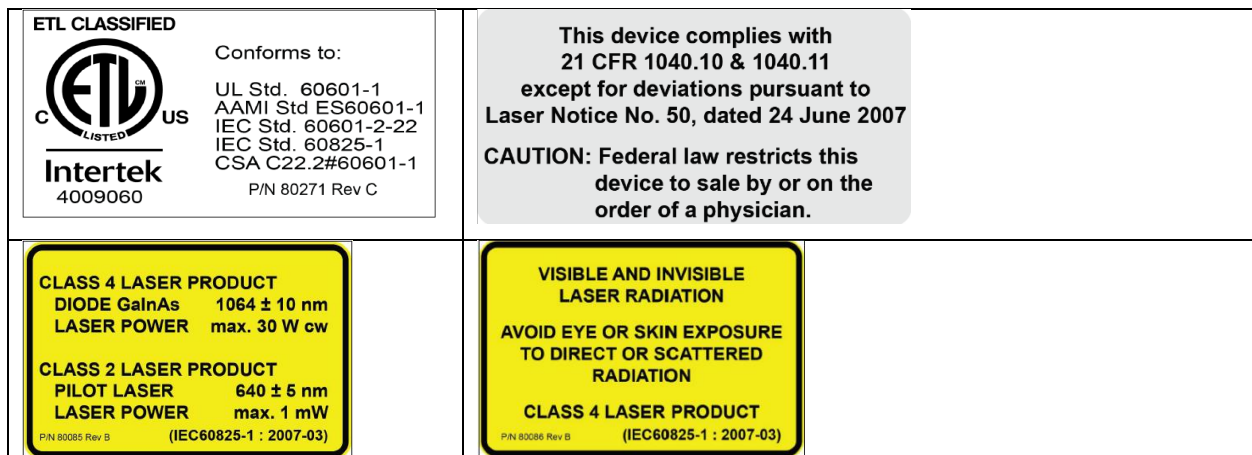 ETL CLASSIFIED
ETL CM
C US
LISTED
Intertek
4009060
Conforms to:
UL Std. 60601-1
AAMI Std ES60601-1
IEC Std. 60601-2-22
IEC Std. 60825-1
CSA C22.2#60601-1
P/N 80271 Rev C
This device complies with
21 CFR 1040.10 & 1040.11
except for deviations pursuant to
Laser Notice No. 50, dated 24 June 2007
CAUTION: Federal law restricts this
device to sale by or on the
order of a physician.
CLASS 4 LASER PRODUCT
DIODE GaInAs 1064 ± 10 nm
LASER POWER max. 30 W cw
CLASS 2 LASER PRODUCT
PILOT LASER 640 ± 5 nm
LASER POWER max. 1 mW
P/N 80085 Rev B (IEC60825-1 : 2007-03)
VISIBLE AND INVISIBLE
LASER RADIATION
AVOID EYE OR SKIN EXPOSURE
TO DIRECT OR SCATTERED
RADIATION
CLASS 4 LASER PRODUCT
P/N 80086 Rev B (IEC60825-1 : 2007-03)